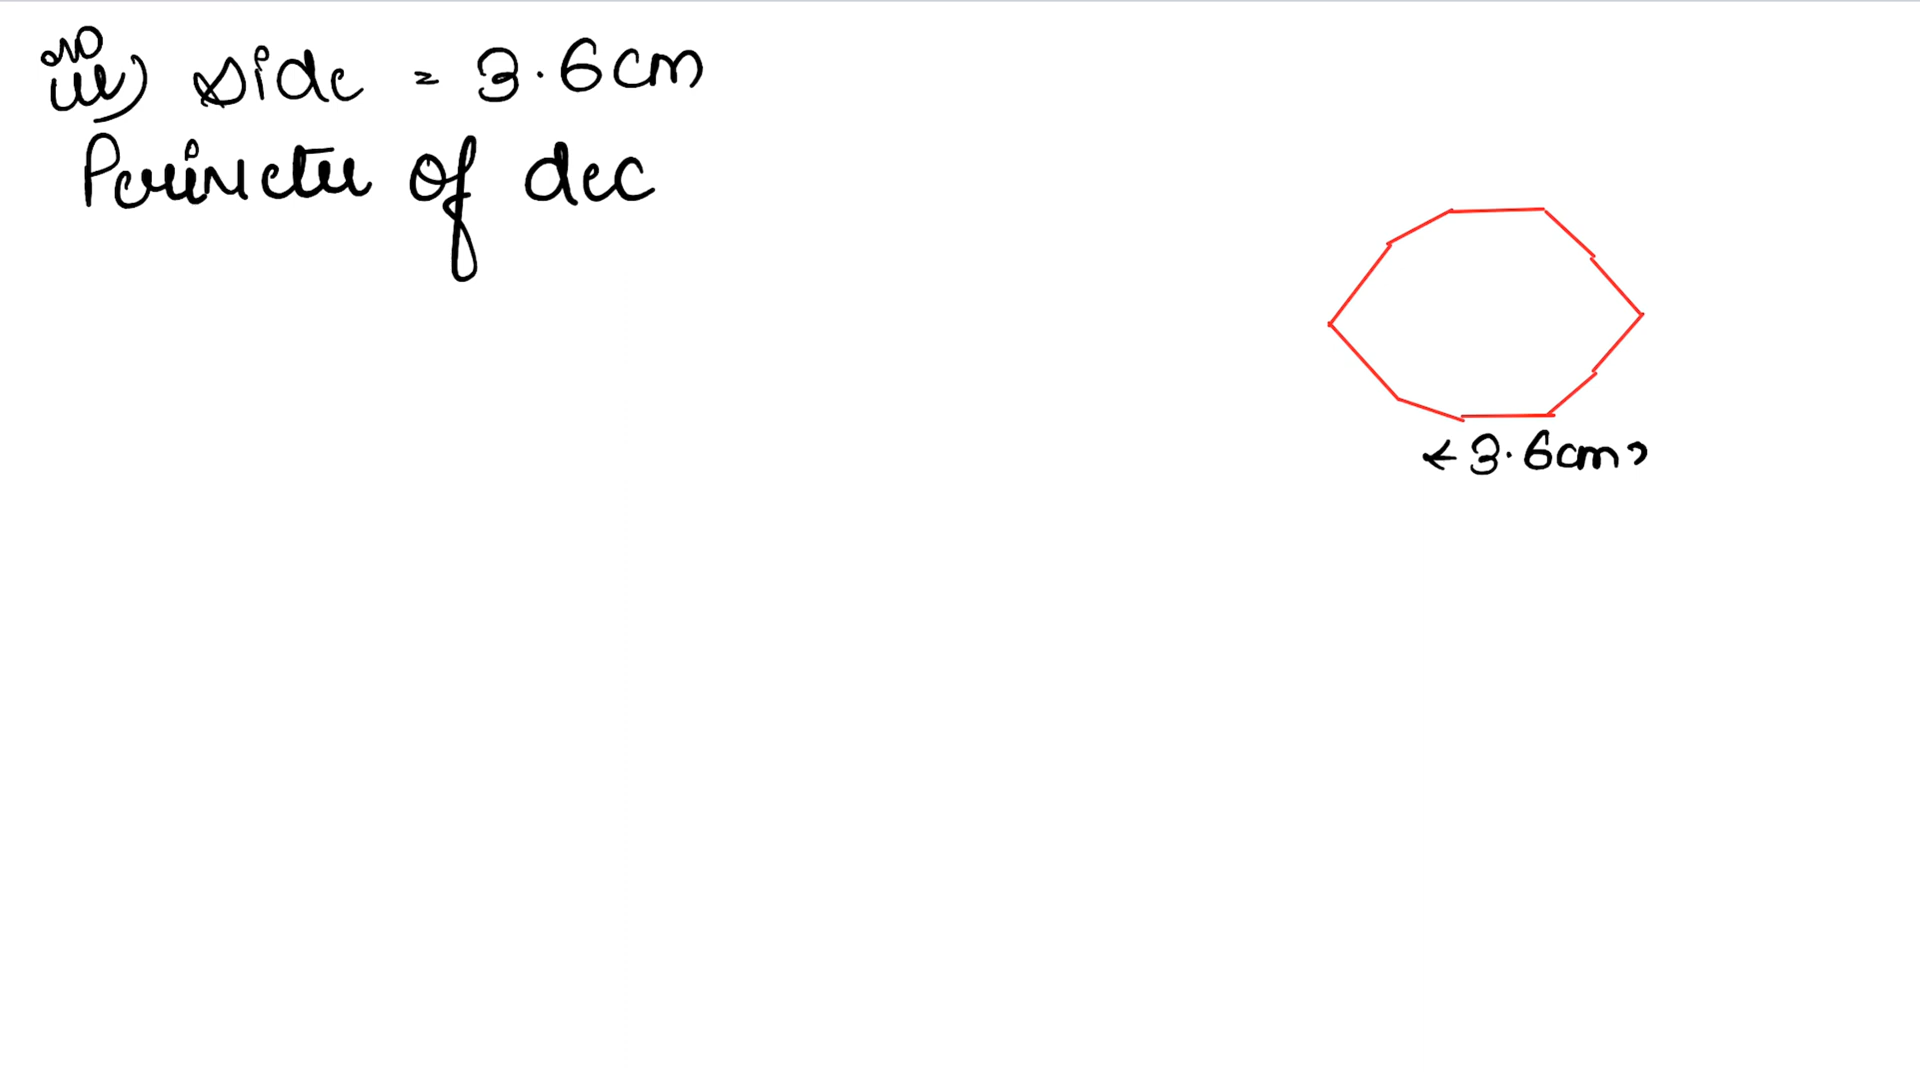 iii) side = 3.6cm
Perimeter of dec
<3.6cm>